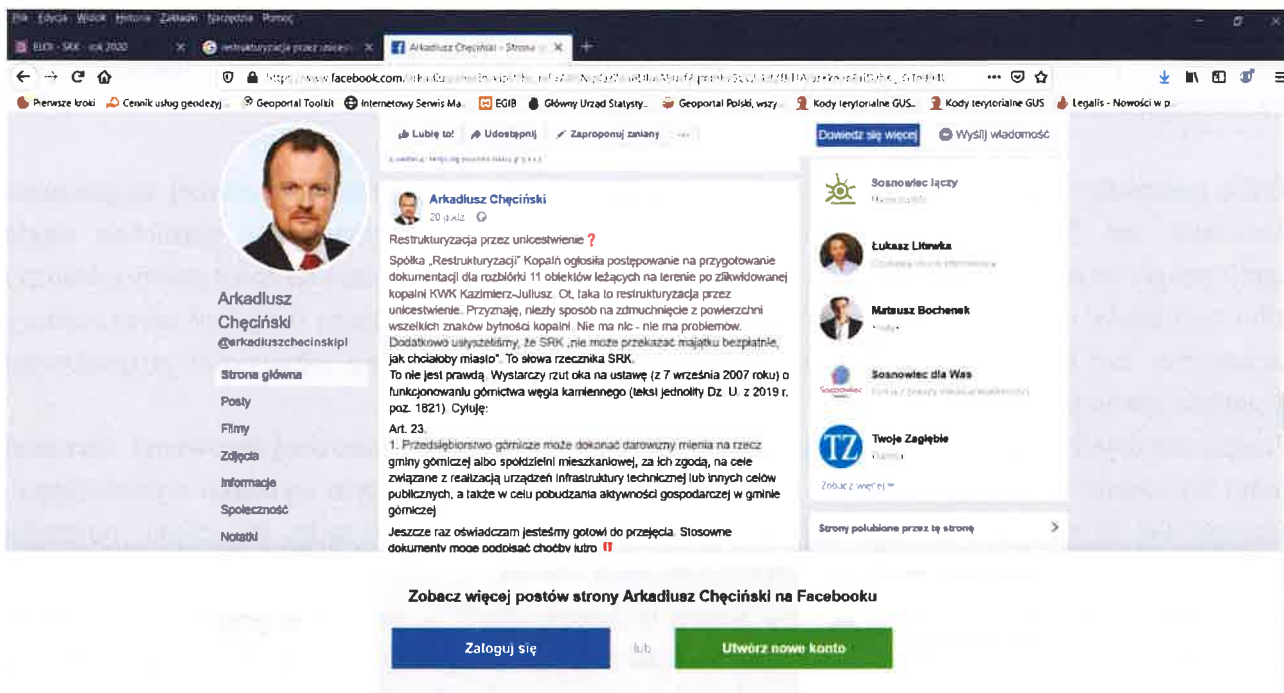 Plik Edycja Widok Historia Zakładki Narzędzia Pomoc
ELOI - SRK - rok 2020 restrukturyzacja przez unices Arkadiusz Chęciński - Strona
https://www.facebook.com/
Pierwsze kroki Cennik usług geodezyj... Geoportal Toolkit Internetowy Serwis Ma... EGIB Główny Urząd Statysty... Geoportal Polski, wszy... Kody terytorialne GUS... Kody terytorialne GUS Legalis - Nowości w p...
Lubię to! Udostępnij Zaproponuj zmiany ... Dowiedz się więcej Wyślij wiadomość
Arkadiusz Chęciński
20 godz.
Restrukturyzacja przez unicestwienie ?
Spółka „Restrukturyzacji" Kopalń ogłosiła postępowanie na przygotowanie
dokumentacji dla rozbiórki 11 obiektów leżących na terenie po zlikwidowanej
kopalni KWK Kazimierz-Juliusz. Ot, taka to restrukturyzacja przez
unicestwienie. Przyznaję, niezły sposób na zdmuchnięcie z powierzchni
wszelkich znaków bytności kopalni. Nie ma nic - nie ma problemów.
Dodatkowo usłyszeliśmy, że SRK „nie może przekazać majątku bezpłatnie,
jak chciałoby miasto". To słowa rzecznika SRK.
To nie jest prawdą. Wystarczy rzut oka na ustawę (z 7 września 2007 roku) o
funkcjonowaniu górnictwa węgla kamiennego (tekst jednolity Dz. U. z 2019 r.
poz. 1821). Cytuję:
Art. 23.
1. Przedsiębiorstwo górnicze może dokonać darowizny mienia na rzecz
gminy górniczej albo spółdzielni mieszkaniowej, za ich zgodą, na cele
związane z realizacją urządzeń infrastruktury technicznej lub innych celów
publicznych, a także w celu pobudzania aktywności gospodarczej w gminie
górniczej
Jeszcze raz oświadczam jesteśmy gotowi do przejęcia. Stosowne
dokumenty mogę podpisać choćby jutro !!
Arkadiusz
Chęciński
@arkadiuszchecinskipl
Strona główna
Posty
Filmy
Zdjęcia
Informacje
Społeczność
Notatki
Sosnowiec łączy
Łukasz Litewka
Mateusz Bochenek
Sosnowiec dla Was
Sosnowiec
TZ
Twoje Zagłębie
Zobacz więcej
Strony polubione przez tę stronę
Zobacz więcej postów strony Arkadiusz Chęciński na Facebooku
Zaloguj się lub Utwórz nowe konto